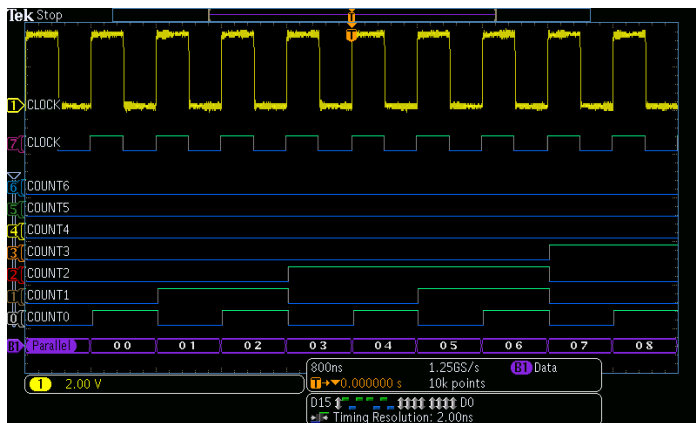 Tek Stop
T
T
1 CLOCK
7 CLOCK
6 COUNT6
5 COUNT5
4 COUNT4
3 COUNT3
2 COUNT2
1 COUNT1
0 COUNT0
B1 Parallel 00 01 02 03 04 05 06 07 08
1 2.00 V
800ns 1.25GS/s B1 Data
T→▼0.000000 s 10k points
D15 D0
Timing Resolution: 2.00ns